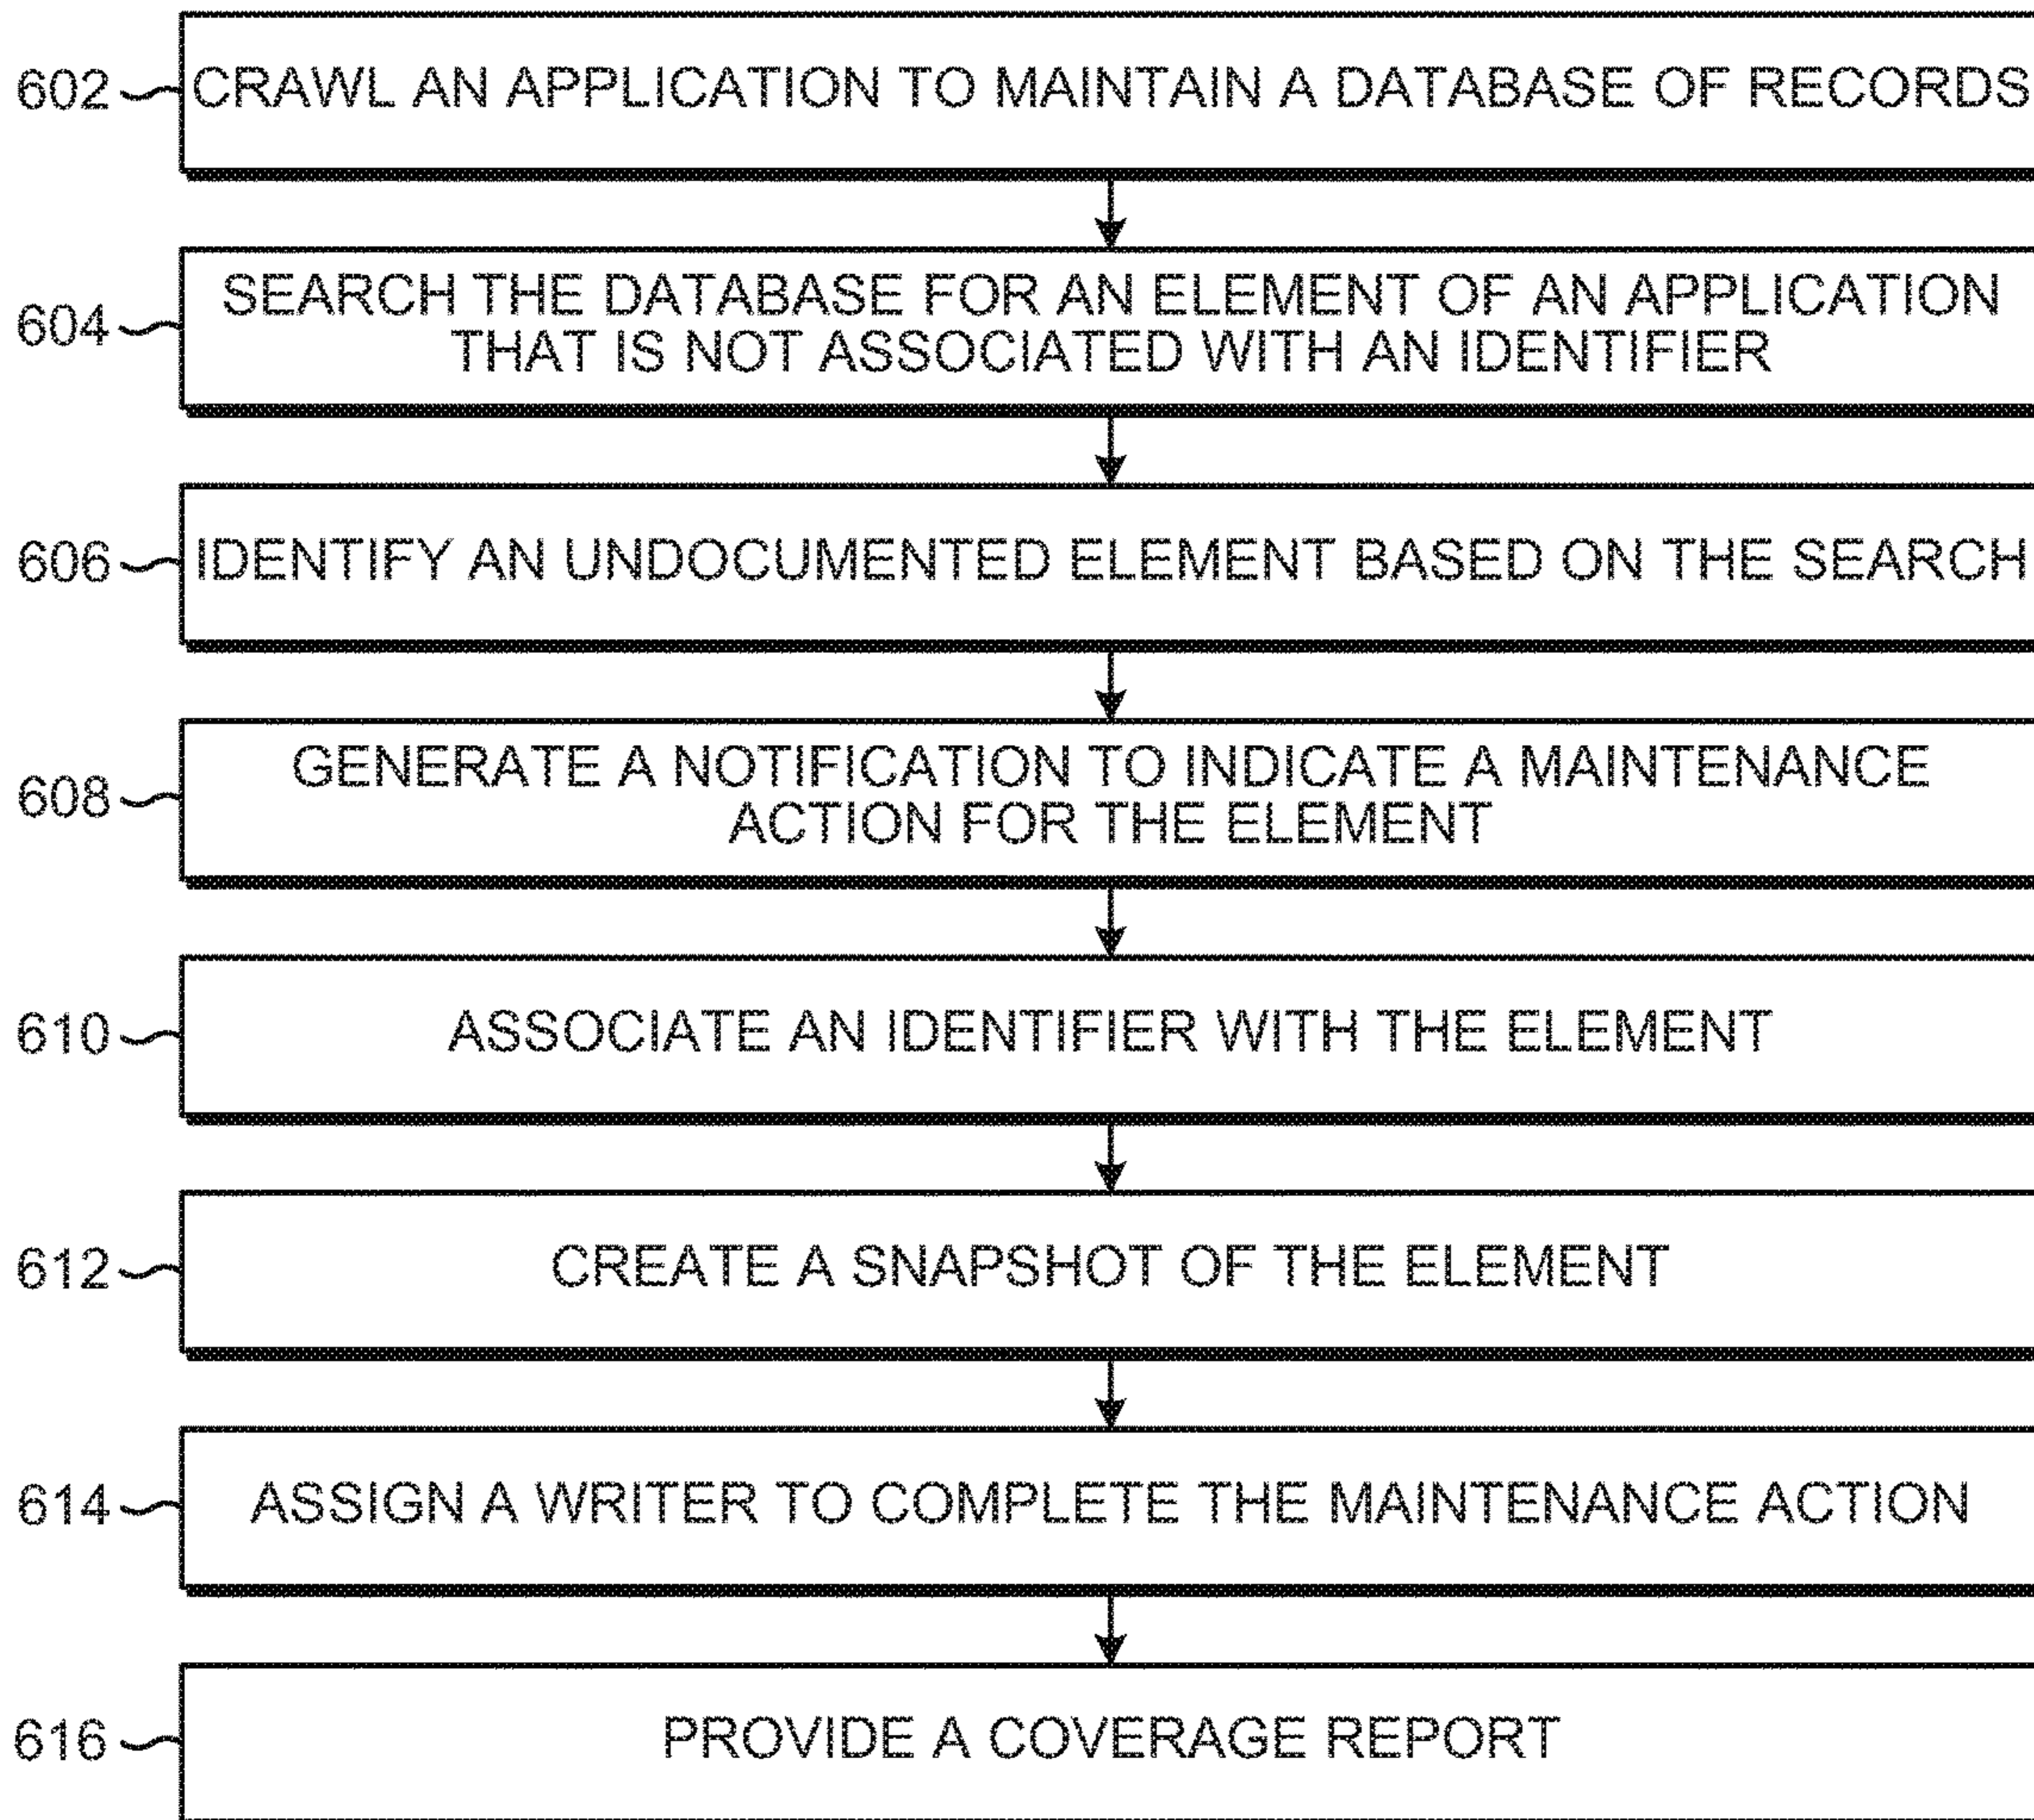 602 CRAWL AN APPLICATION TO MAINTAIN A DATABASE OF RECORDS
604 SEARCH THE DATABASE FOR AN ELEMENT OF AN APPLICATION
THAT IS NOT ASSOCIATED WITH AN IDENTIFIER
606 IDENTIFY AN UNDOCUMENTED ELEMENT BASED ON THE SEARCH
608 GENERATE A NOTIFICATION TO INDICATE A MAINTENANCE
ACTION FOR THE ELEMENT
610 ASSOCIATE AN IDENTIFIER WITH THE ELEMENT
612 CREATE A SNAPSHOT OF THE ELEMENT
614 ASSIGN A WRITER TO COMPLETE THE MAINTENANCE ACTION
616 PROVIDE A COVERAGE REPORT